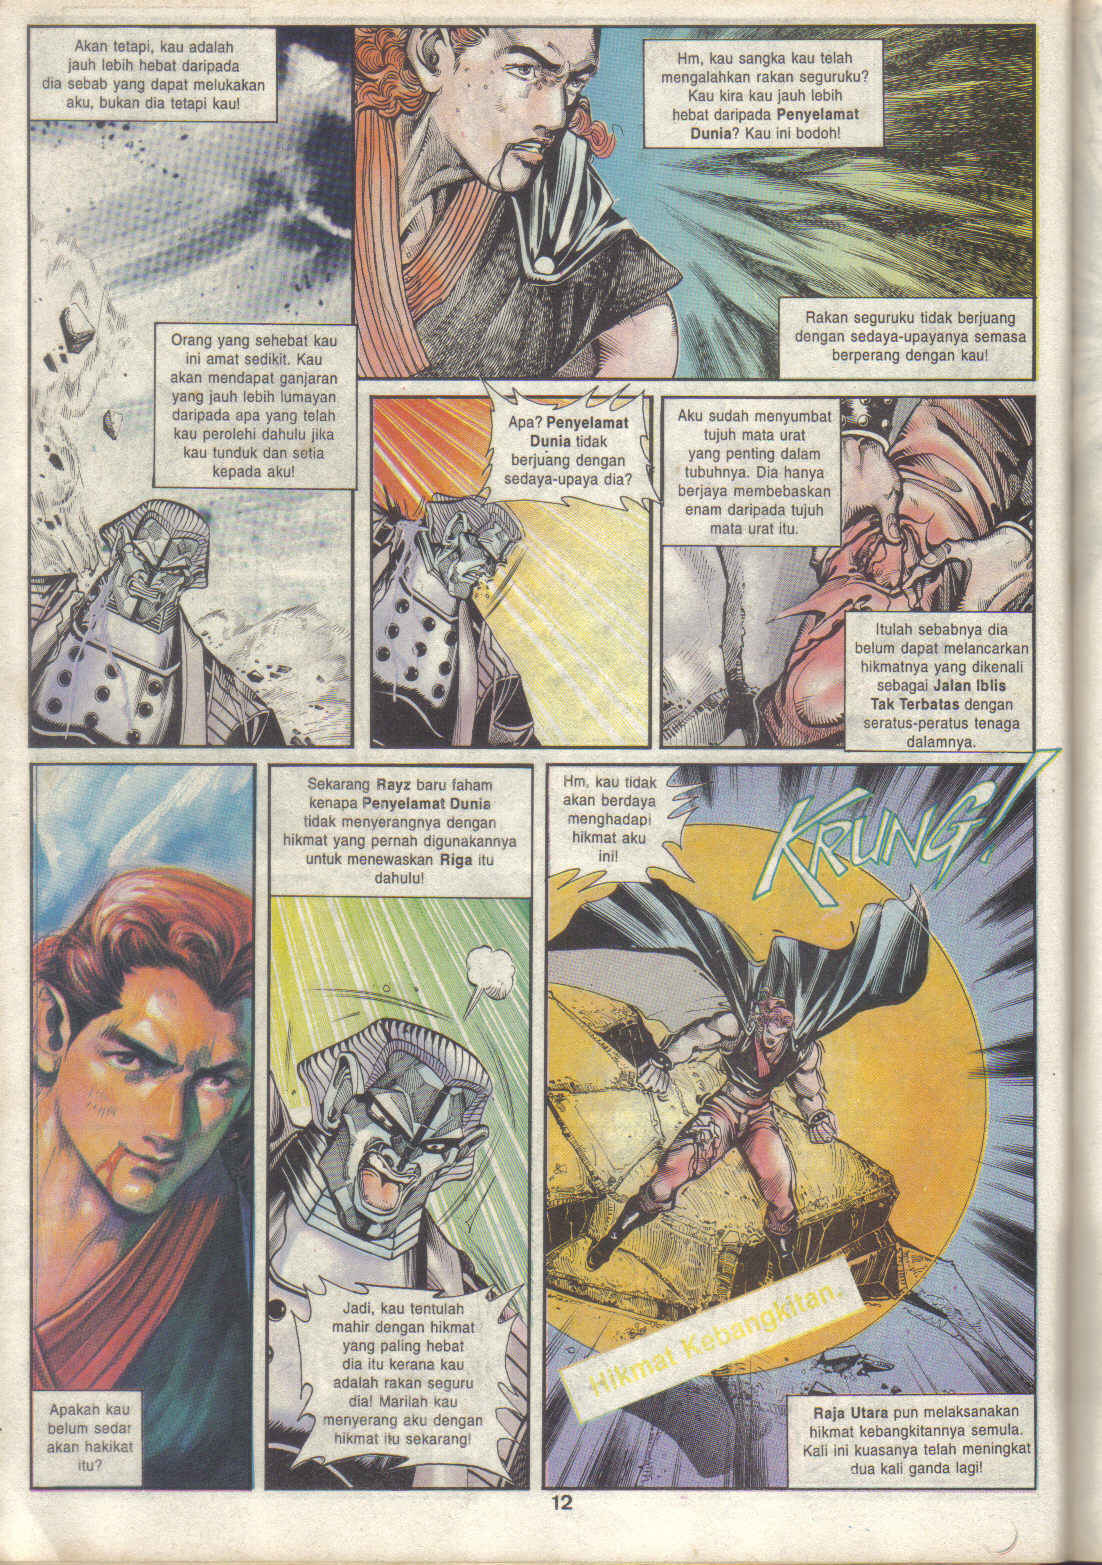 Akan tetapi, kau adalah
jauh lebih hebat daripada
dia sebab yang dapat melukakan
aku, bukan dia tetapi kau!
Orang yang sehebat kau
ini amat sedikit. Kau
akan mendapat ganjaran
yang jauh lebih lumayan
daripada apa yang telah
kau perolehi dahulu jika
kau tunduk dan setia
kepada aku!
Hm, kau sangka kau telah
mengalahkan rakan seguruku?
Kau kira kau jauh lebih
hebat daripada Penyelamat
Dunia? Kau ini bodoh!
Rakan seguruku tidak berjuang
dengan sedaya-upayanya semasa
berperang dengan kau!
Apa? Penyelamat
Dunia tidak
berjuang dengan
sedaya-upaya dia?
Aku sudah menyumbat
tujuh mata urat
yang penting dalam
tubuhnya. Dia hanya
berjaya membebaskan
enam daripada tujuh
mata urat itu.
Itulah sebabnya dia
belum dapat melancarkan
hikmatnya yang dikenali
sebagai Jalan Iblis
Tak Terbatas dengan
seratus-peratus tenaga
dalamnya.
Apakah kau
belum sedar
akan hakikat
itu?
Sekarang Rayz baru faham
kenapa Penyelamat Dunia
tidak menyerangnya dengan
hikmat yang pernah digunakannya
untuk menewaskan Riga itu
dahulu!
Jadi, kau tentulah
mahir dengan hikmat
yang paling hebat
dia itu kerana kau
adalah rakan seguru
dia! Marilah kau
menyerang aku dengan
hikmat itu sekarang!
Hm, kau tidak
akan berdaya
menghadapi
hikmat aku
ini!
KRUNG!
Hikmat Kebangkitan.
Raja Utara pun melaksanakan
hikmat kebangkitannya semula.
Kali ini kuasanya telah meningkat
dua kali ganda lagi!
12